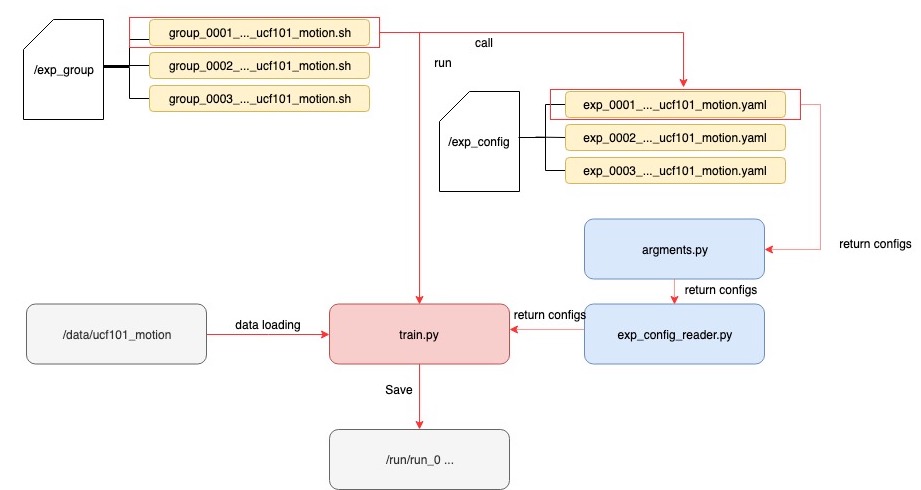 group_0001_..._ucf101_motion.sh
/exp_group
group_0002_..._ucf101_motion.sh
group_0003_..._ucf101_motion.sh
call
run
exp_0001_..._ucf101_motion.yaml
/exp_config
exp_0002_..._ucf101_motion.yaml
exp_0003_..._ucf101_motion.yaml
argments.py
return configs
return configs
/data/ucf101_motion
data loading
train.py
return configs
exp_config_reader.py
Save
/run/run_0 ...